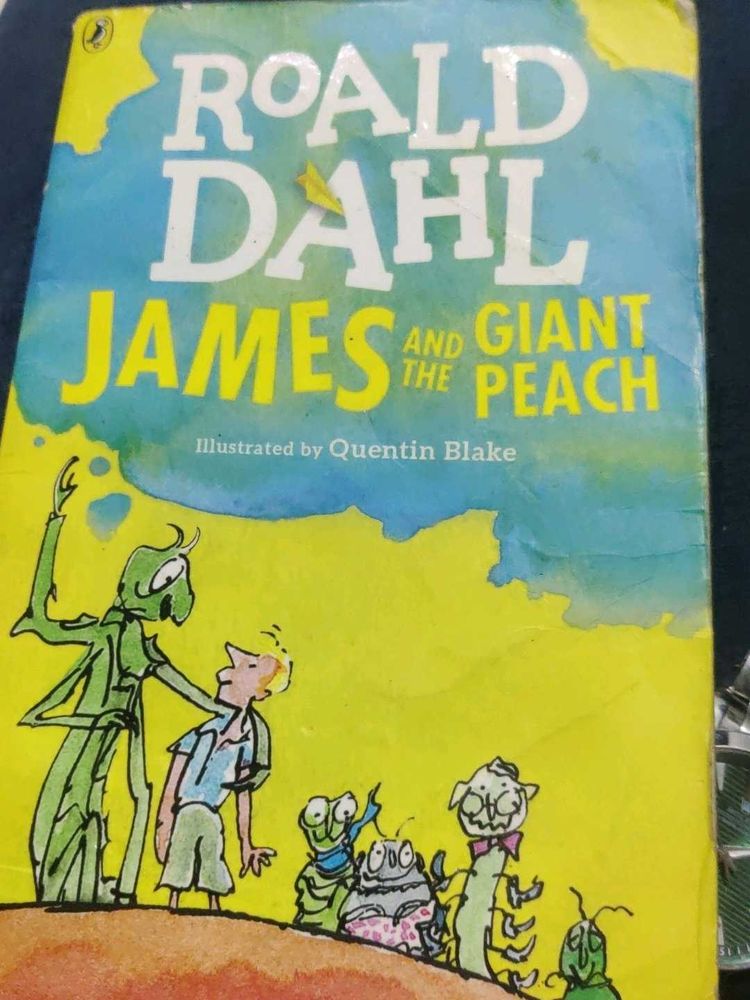 ROALD
DAHL
JAMES AND THE GIANT PEACH
Illustrated by Quentin Blake